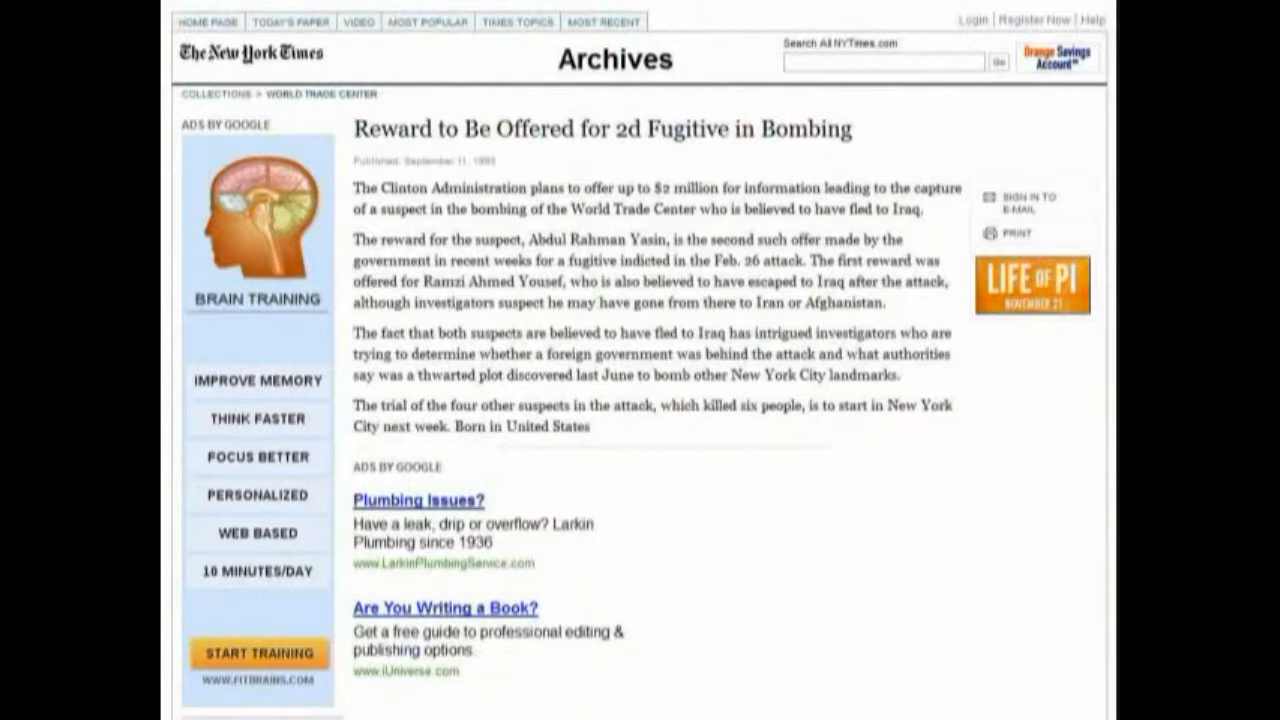 HOME PAGE TODAY'S PAPER VIDEO MOST POPULAR TIMES TOPICS MOST RECENT
Login | Register Now | Help
The New York Times
Archives
Search All NYTimes.com
Go
Orange Savings
Account
COLLECTIONS > WORLD TRADE CENTER
ADS BY GOOGLE
BRAIN TRAINING
IMPROVE MEMORY
THINK FASTER
FOCUS BETTER
PERSONALIZED
WEB BASED
10 MINUTES/DAY
START TRAINING
WWW.FITBRAINS.COM
Reward to Be Offered for 2d Fugitive in Bombing
Published: September 11, 1993
The Clinton Administration plans to offer up to $2 million for information leading to the capture
of a suspect in the bombing of the World Trade Center who is believed to have fled to Iraq.
The reward for the suspect, Abdul Rahman Yasin, is the second such offer made by the
government in recent weeks for a fugitive indicted in the Feb. 26 attack. The first reward was
offered for Ramzi Ahmed Yousef, who is also believed to have escaped to Iraq after the attack,
although investigators suspect he may have gone from there to Iran or Afghanistan.
The fact that both suspects are believed to have fled to Iraq has intrigued investigators who are
trying to determine whether a foreign government was behind the attack and what authorities
say was a thwarted plot discovered last June to bomb other New York City landmarks.
The trial of the four other suspects in the attack, which killed six people, is to start in New York
City next week. Born in United States
ADS BY GOOGLE
Plumbing Issues?
Have a leak, drip or overflow? Larkin
Plumbing since 1936
www.LarkinPlumbingService.com
Are You Writing a Book?
Get a free guide to professional editing &
publishing options
www.iUniverse.com
SIGN IN TO
E-MAIL
PRINT
LIFE OF PI
NOVEMBER 21